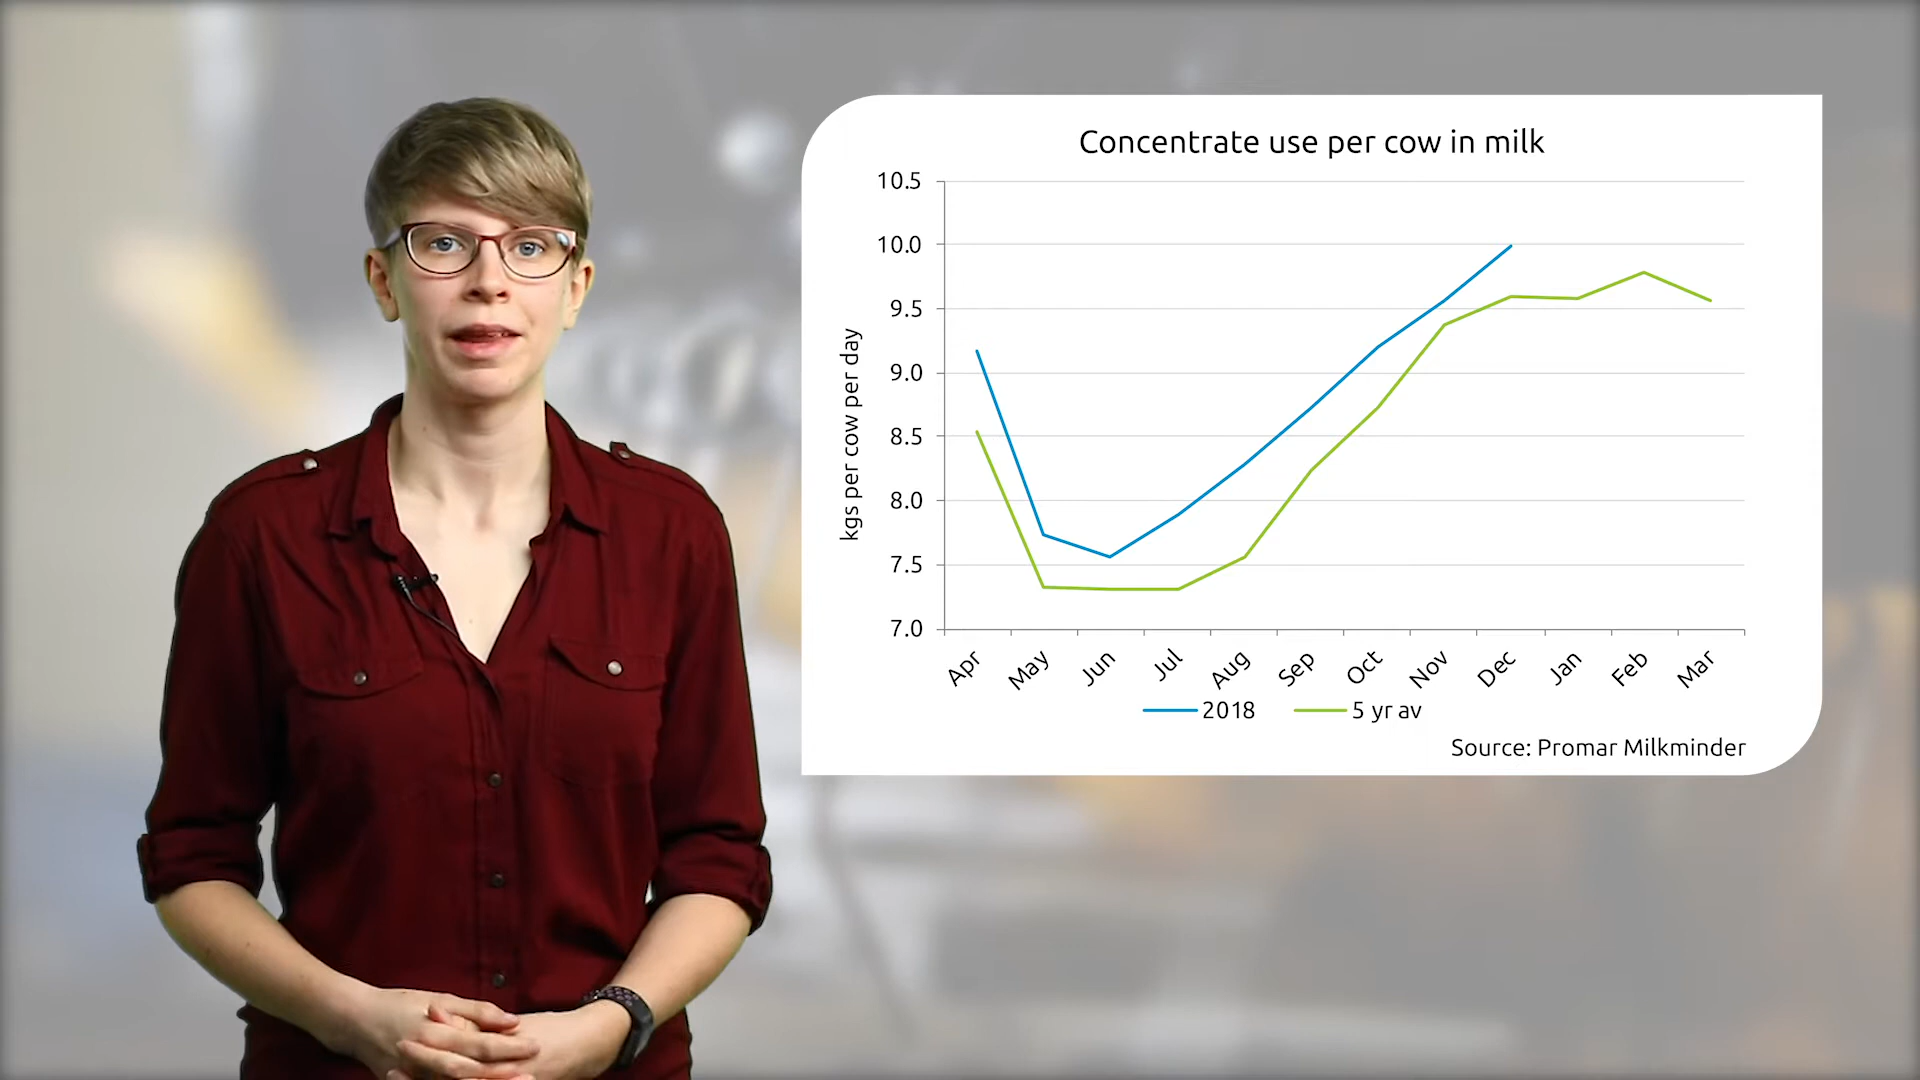 Concentrate use per cow in milk
10.5
10.0
9.5
9.0
8.5
8.0
7.5
7.0
kgs per cow per day
Apr May Jun Jul Aug Sep Oct Nov Dec Jan Feb Mar
2018 5 yr av
Source: Promar Milkminder